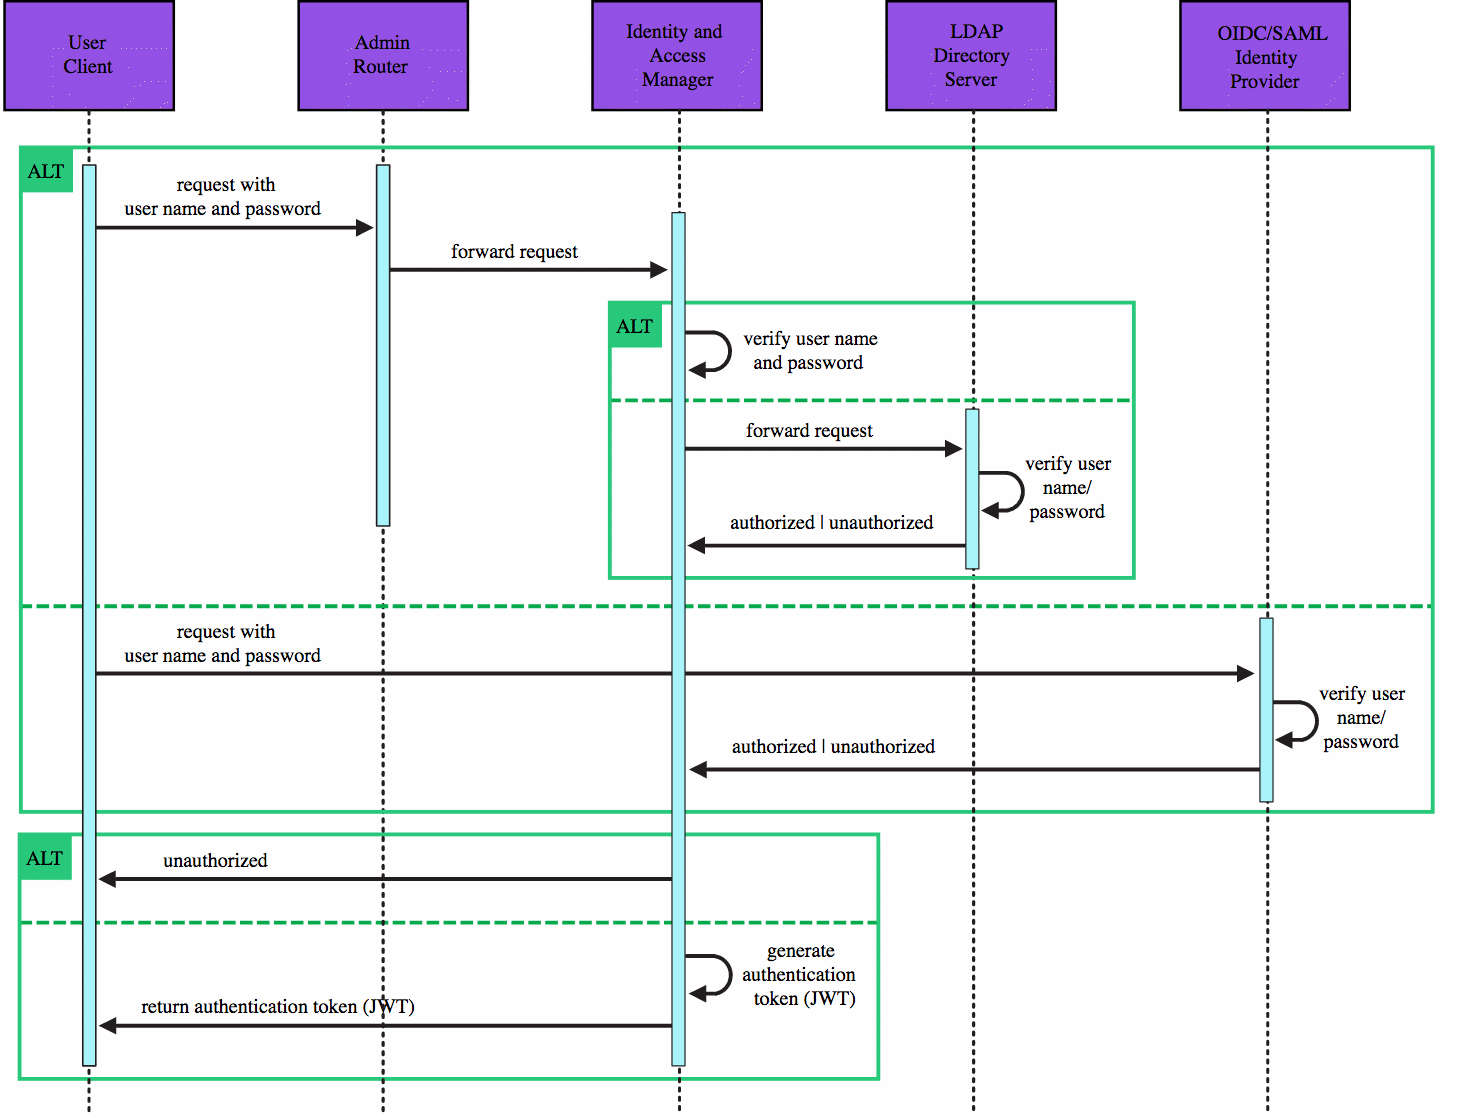 User
Client
Admin
Router
Identity and
Access
Manager
LDAP
Directory
Server
OIDC/SAML
Identity
Provider
ALT
request with
user name and password
forward request
ALT
verify user name
and password
forward request
verify user
name/
password
authorized | unauthorized
request with
user name and password
verify user
name/
password
authorized | unauthorized
ALT
unauthorized
generate
authentication
token (JWT)
return authentication token (JWT)